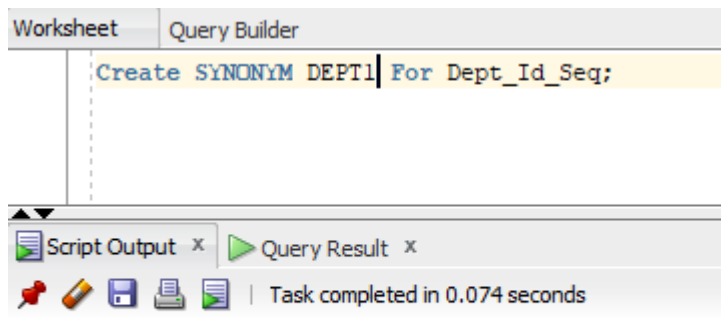 Worksheet Query Builder
Create SYNONYM DEPT1 For Dept_Id_Seq;
Script Output x Query Result x
Task completed in 0.074 seconds